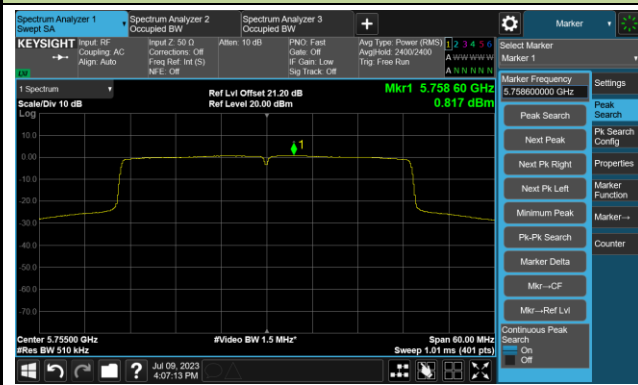 Spectrum Analyzer 1
Swept SA
Spectrum Analyzer 2
Occupied BW
Spectrum Analyzer 3
Occupied BW
Marker
KEYSIGHT
Input: RF
Coupling: AC
Align: Auto
Input Z: 50 Ω
Corrections: Off
Freq Ref: Int (S)
NFE: Off
Atten: 10 dB
PNO: Fast
Gate: Off
IF Gain: Low
Sig Track: Off
Avg Type: Power (RMS)
Avg|Hold: 2400/2400
Trig: Free Run
1 2 3 4 5 6
A W W W W W
A N N N N N
Select Marker
Marker 1
LXI
1 Spectrum
Scale/Div 10 dB
Ref Lvl Offset 21.20 dB
Ref Level 20.00 dBm
Mkr1 5.758 60 GHz
0.817 dBm
Log
10.0
0.00
-10.0
-20.0
-30.0
-40.0
-50.0
-60.0
-70.0
1
Center 5.75500 GHz
#Res BW 510 kHz
#Video BW 1.5 MHz*
Span 60.00 MHz
Sweep 1.01 ms (401 pts)
Marker Frequency
5.758600000 GHz
Peak Search
Next Peak
Next Pk Right
Next Pk Left
Minimum Peak
Pk-Pk Search
Marker Delta
Mkr→CF
Mkr→Ref Lvl
Continuous Peak
Search
On
Off
Settings
Peak
Search
Pk Search
Config
Properties
Marker
Function
Marker→
Counter
?
Jul 09, 2023
4:07:13 PM